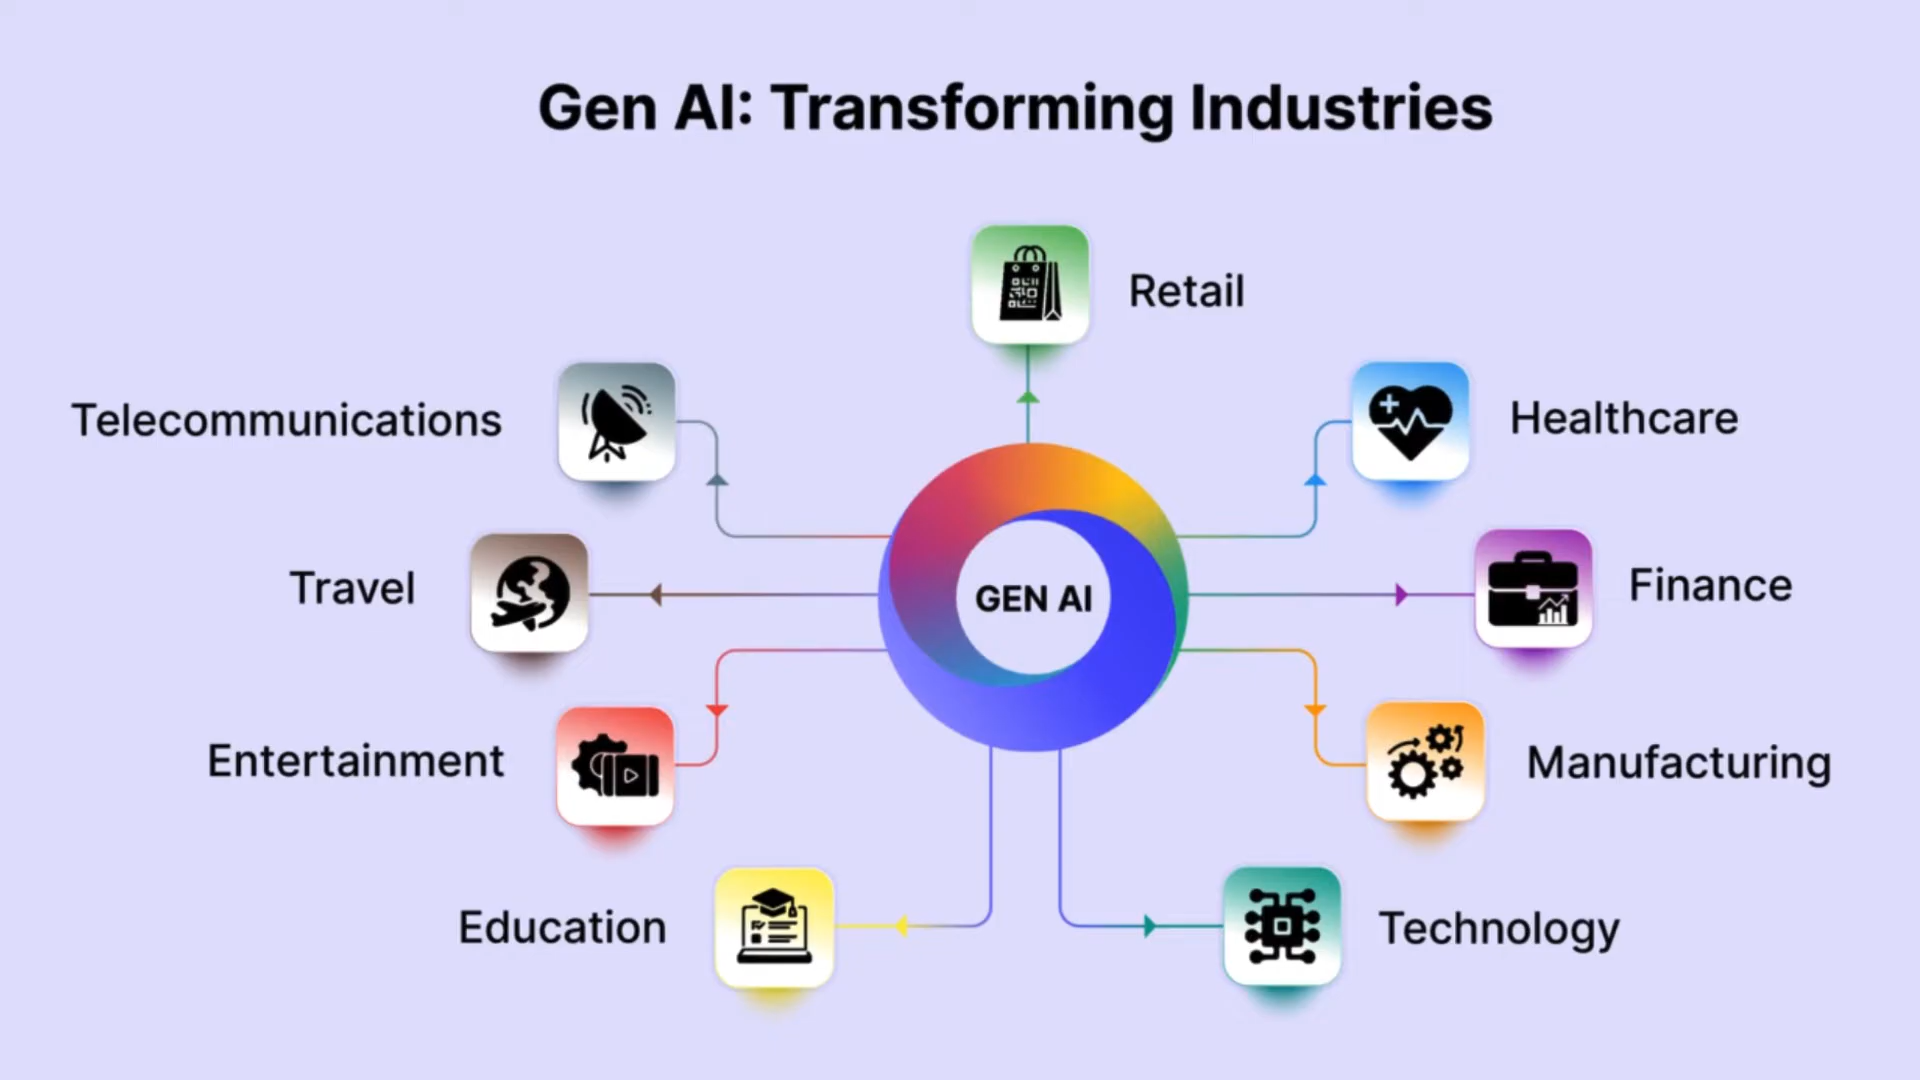 Gen AI: Transforming Industries
Retail
Telecommunications
Healthcare
Travel
Finance
GEN AI
Entertainment
Manufacturing
Education
Technology